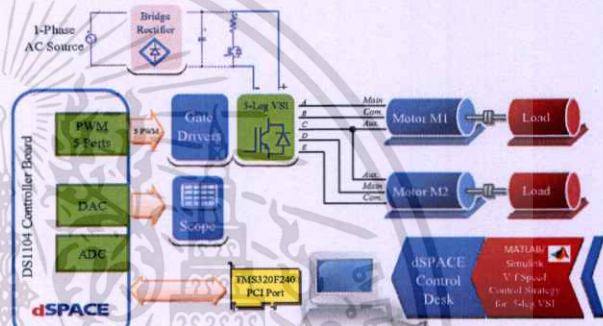 1-Phase
AC Source
Bridge
Rectifier
DS1104 Controller Board
PWM
5 Ports
5 PWM
Gate
Drivers
5-Leg VSI
A
B
C
D
E
Main
Com.
Aux.
Motor M1
Load
Aux.
Main
Com.
Motor M2
Load
DAC
Scope
ADC
TMS320F240
PCI Port
dSPACE
dSPACE
Control
Desk
MATLAB/
Simulink
V/f Speed
Control Strategy
for 5-leg VSI